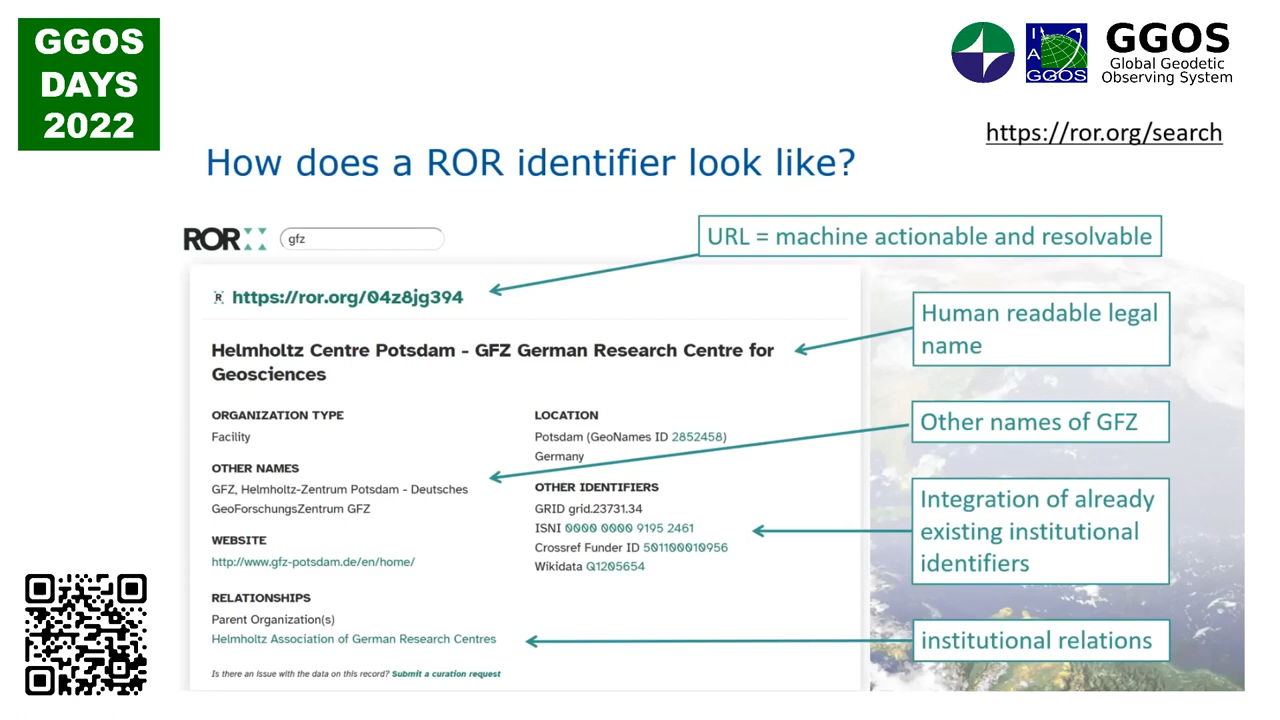 GGOS
DAYS
2022
I
A
GGOS
GGOS
Global Geodetic
Observing System
https://ror.org/search
How does a ROR identifier look like?
ROR
gfz
URL = machine actionable and resolvable
R
https://ror.org/04z8jg394
Human readable legal
name
Helmholtz Centre Potsdam - GFZ German Research Centre for
Geosciences
ORGANIZATION TYPE
Facility
OTHER NAMES
GFZ, Helmholtz-Zentrum Potsdam - Deutsches
GeoForschungsZentrum GFZ
WEBSITE
http://www.gfz-potsdam.de/en/home/
RELATIONSHIPS
Parent Organization(s)
Helmholtz Association of German Research Centres
LOCATION
Potsdam (GeoNames ID 2852458)
Germany
OTHER IDENTIFIERS
GRID grid.23731.34
ISNI 0000 0000 9195 2461
Crossref Funder ID 501100010956
Wikidata Q1205654
Other names of GFZ
Integration of already
existing institutional
identifiers
institutional relations
Is there an issue with the data on this record? Submit a curation request